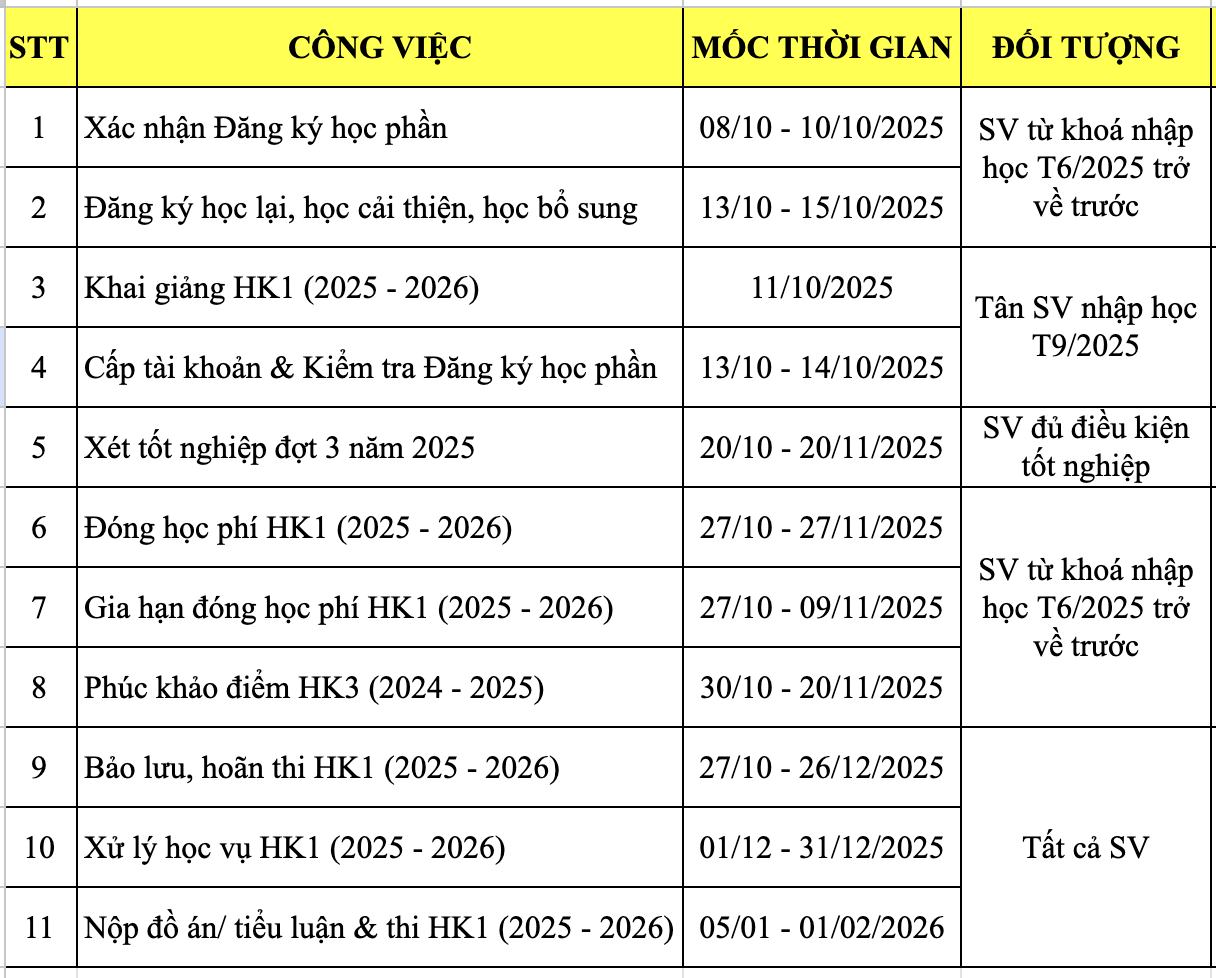 STT CÔNG VIỆC MỐC THỜI GIAN ĐỐI TƯỢNG
1 Xác nhận Đăng ký học phần 08/10 - 10/10/2025
SV từ khoá nhập
học T6/2025 trở
về trước
2 Đăng ký học lại, học cải thiện, học bổ sung 13/10 - 15/10/2025
3 Khai giảng HK1 (2025 - 2026) 11/10/2025
Tân SV nhập học
T9/2025
4 Cấp tài khoản & Kiểm tra Đăng ký học phần 13/10 - 14/10/2025
5 Xét tốt nghiệp đợt 3 năm 2025 20/10 - 20/11/2025
SV đủ điều kiện
tốt nghiệp
6 Đóng học phí HK1 (2025 - 2026) 27/10 - 27/11/2025
7 Gia hạn đóng học phí HK1 (2025 - 2026) 27/10 - 09/11/2025
SV từ khoá nhập
học T6/2025 trở
về trước
8 Phúc khảo điểm HK3 (2024 - 2025) 30/10 - 20/11/2025
9 Bảo lưu, hoãn thi HK1 (2025 - 2026) 27/10 - 26/12/2025
10 Xử lý học vụ HK1 (2025 - 2026) 01/12 - 31/12/2025 Tất cả SV
11 Nộp đồ án/ tiểu luận & thi HK1 (2025 - 2026) 05/01 - 01/02/2026